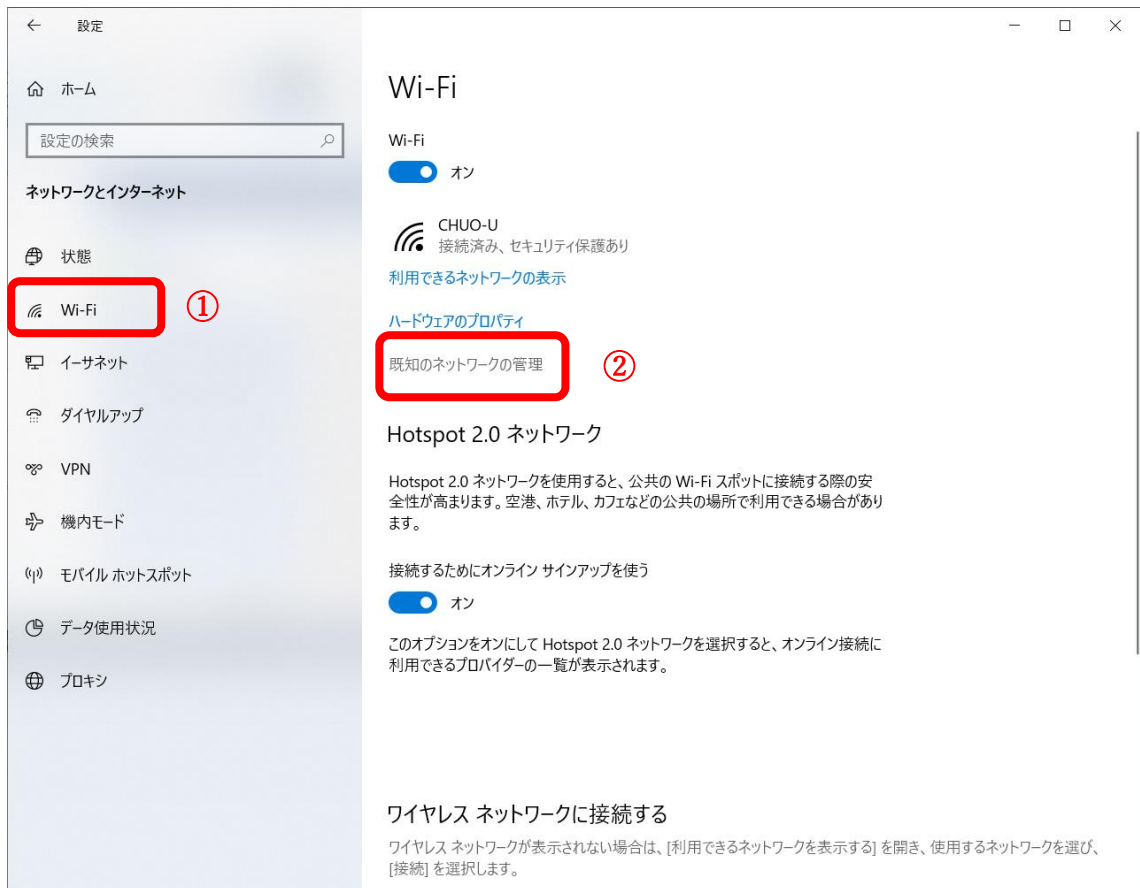 設定
ホーム
設定の検索
ネットワークとインターネット
状態
Wi-Fi
①
イーサネット
ダイヤルアップ
VPN
機内モード
モバイル ホットスポット
データ使用状況
プロキシ
Wi-Fi
Wi-Fi
オン
CHUO-U
接続済み、セキュリティ保護あり
利用できるネットワークの表示
ハードウェアのプロパティ
既知のネットワークの管理
②
Hotspot 2.0 ネットワーク
Hotspot 2.0 ネットワークを使用すると、公共の Wi-Fi スポットに接続する際の安
全性が高まります。空港、ホテル、カフェなどの公共の場所で利用できる場合があり
ます。
接続するためにオンライン サインアップを使う
オン
このオプションをオンにして Hotspot 2.0 ネットワークを選択すると、オンライン接続に
利用できるプロバイダーの一覧が表示されます。
ワイヤレス ネットワークに接続する
ワイヤレス ネットワークが表示されない場合は、[利用できるネットワークを表示する] を開き、使用するネットワークを選び、
[接続] を選択します。